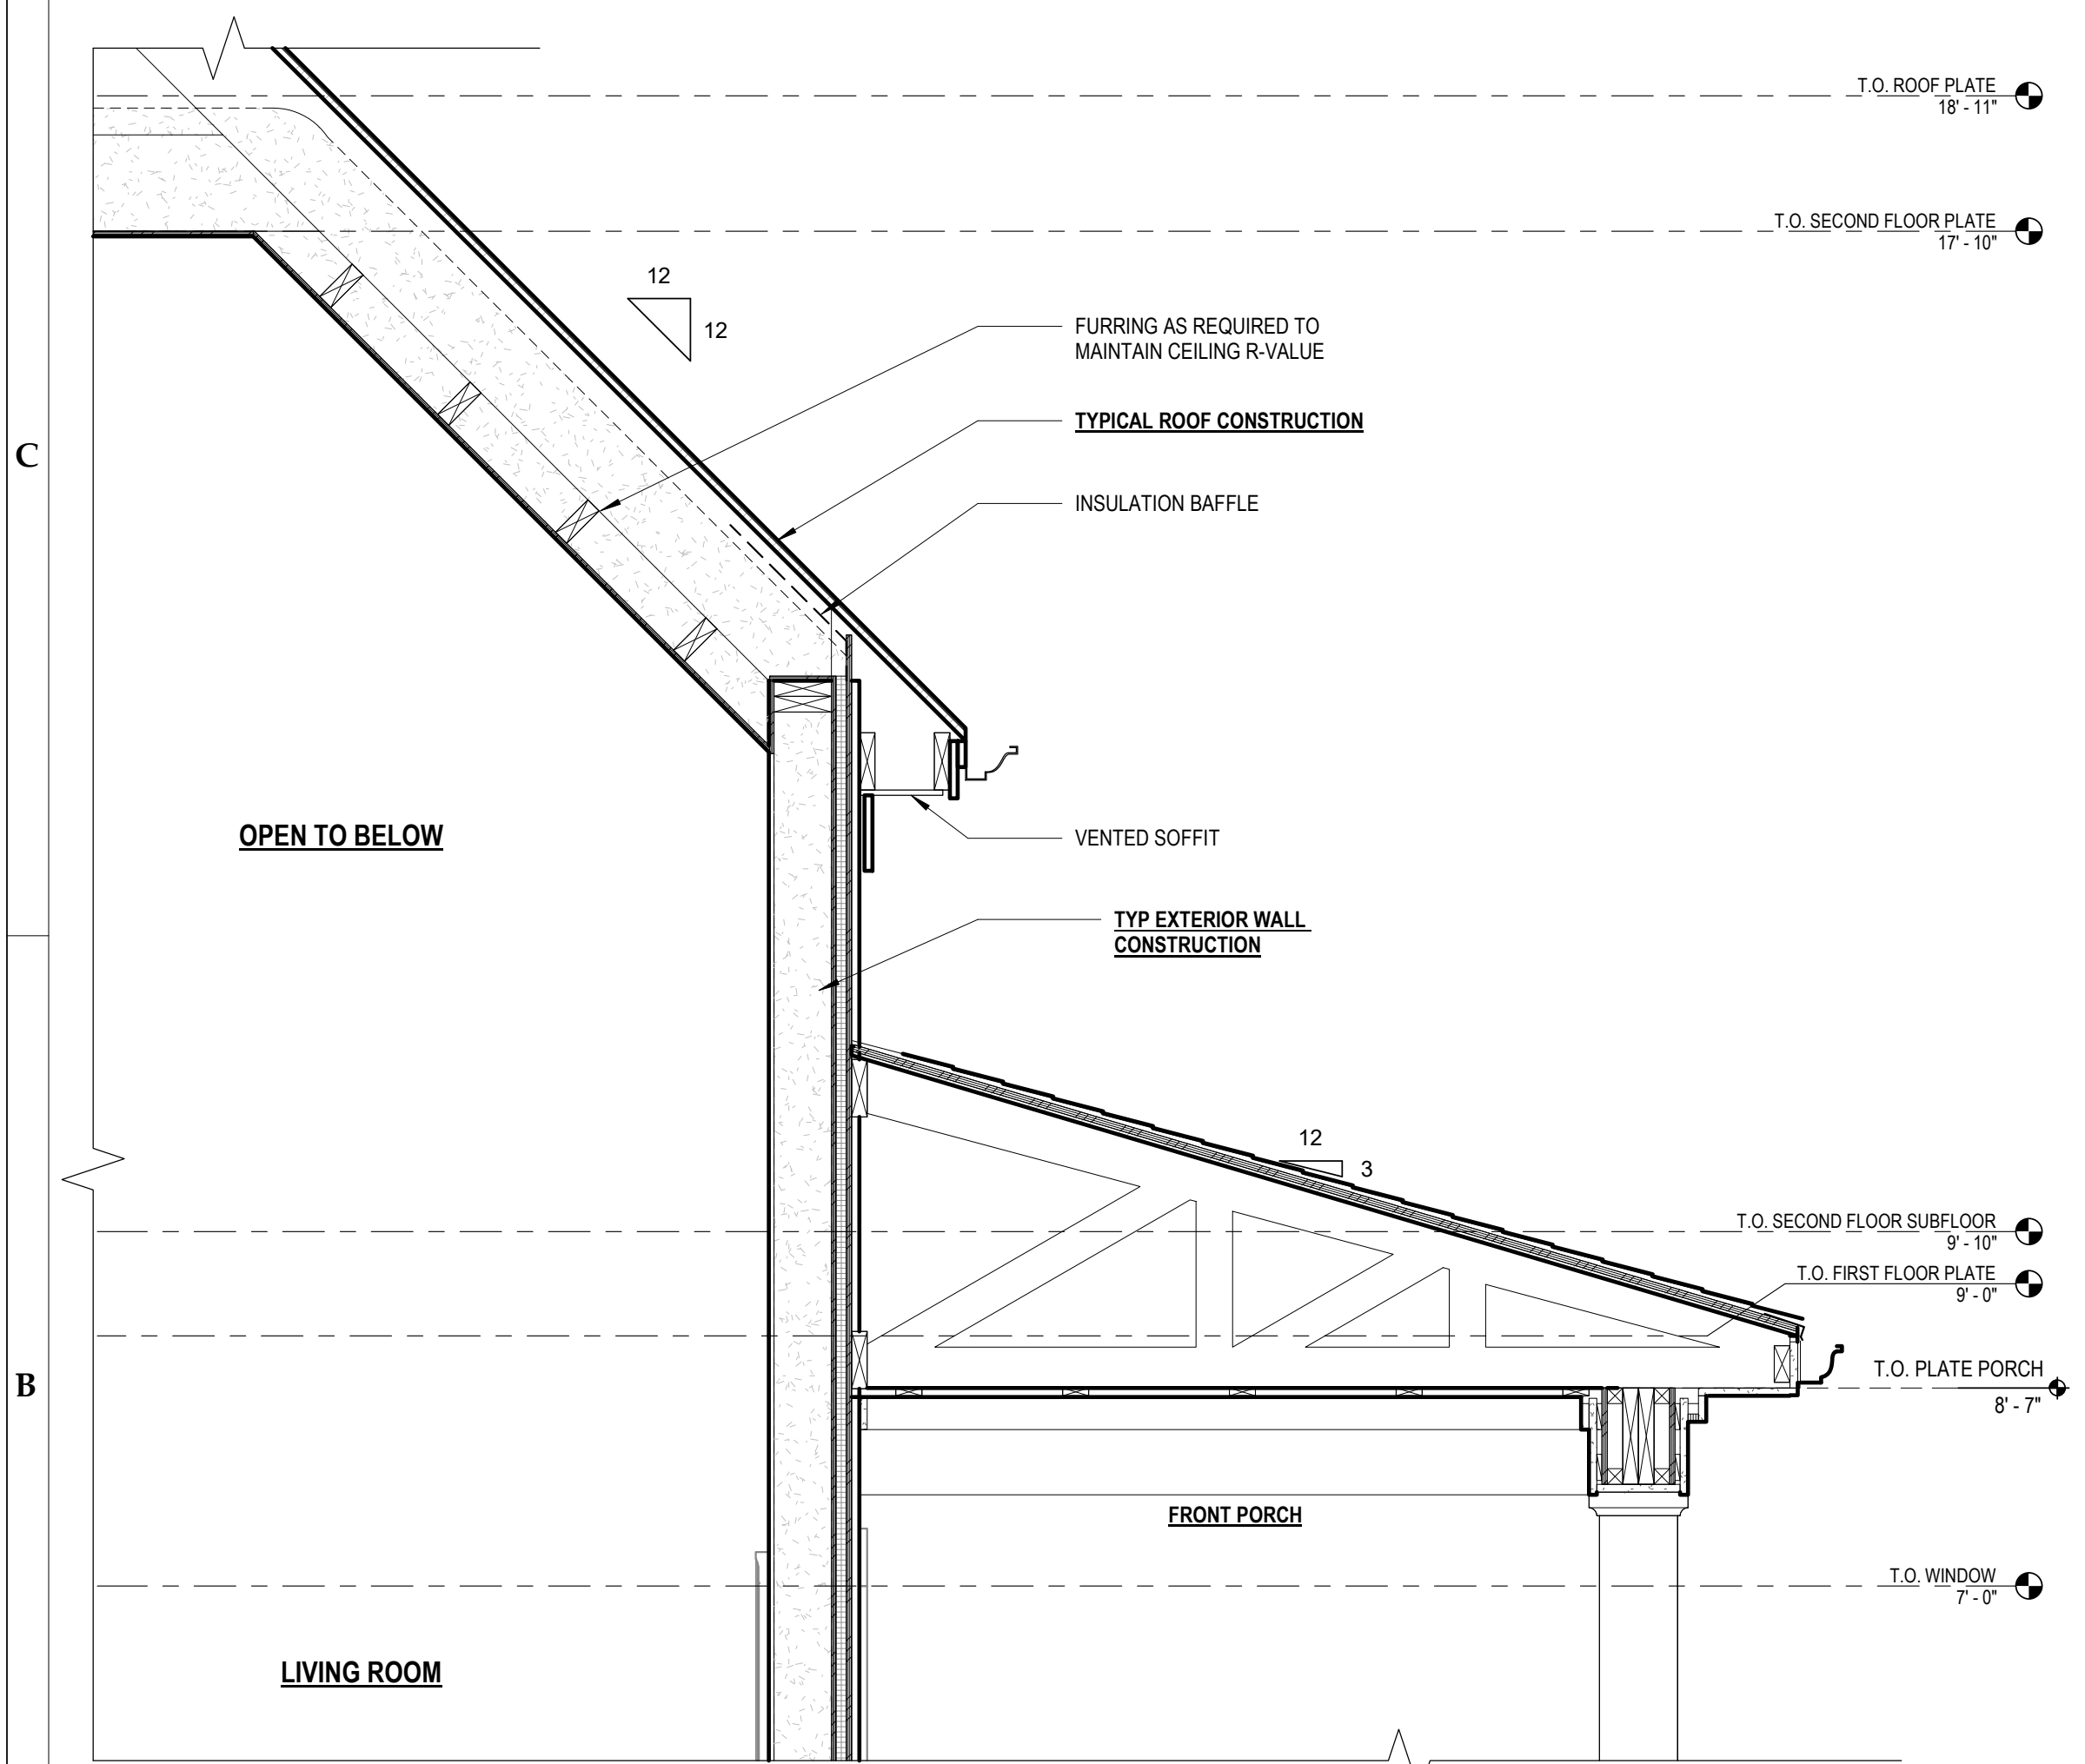 T.O. ROOF PLATE
18' - 11"
T.O. SECOND FLOOR PLATE
17' - 10"
12
12
FURRING AS REQUIRED TO
MAINTAIN CEILING R-VALUE
TYPICAL ROOF CONSTRUCTION
C
INSULATION BAFFLE
OPEN TO BELOW
VENTED SOFFIT
TYP EXTERIOR WALL
CONSTRUCTION
12
3
T.O. SECOND FLOOR SUBFLOOR
9' - 10"
T.O. FIRST FLOOR PLATE
9' - 0"
B
T.O. PLATE PORCH
8' - 7"
FRONT PORCH
T.O. WINDOW
7' - 0"
LIVING ROOM